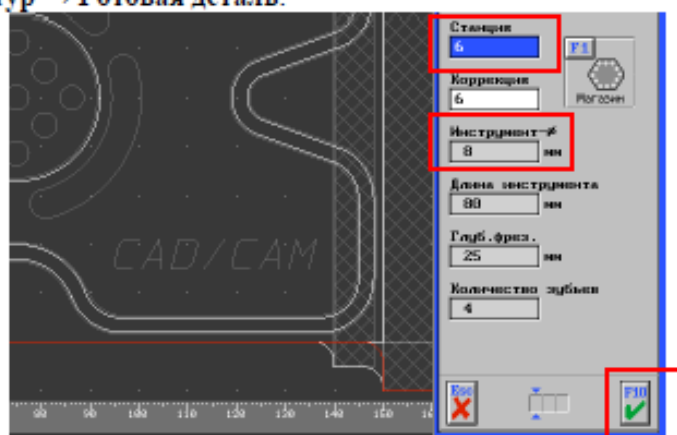 тур → Готовая деталь.
Станция
6
F1
Магазин
Коррекция
6
Инструмент-ø
8 мм
Длина инструмента
80 мм
Глуб.фрез.
25 мм
Количество зубьев
4
CAD/CAM
Esc
F10
90 100 110 120 130 140 150